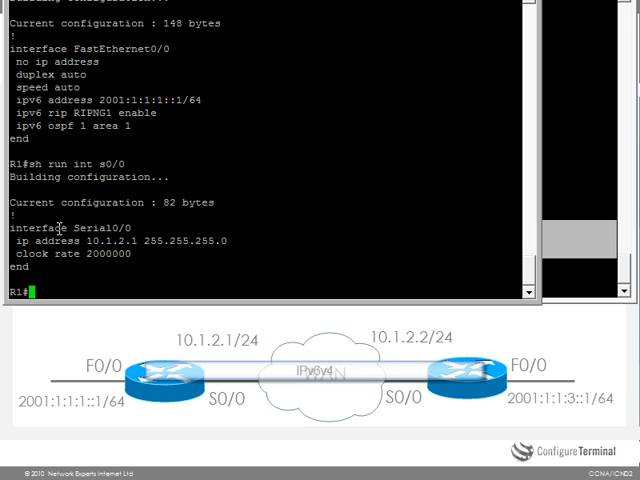 Current configuration : 148 bytes
!
interface FastEthernet0/0
no ip address
duplex auto
speed auto
ipv6 address 2001:1:1:1::1/64
ipv6 rip RIPNG1 enable
ipv6 ospf 1 area 1
end
R1#sh run int s0/0
Building configuration...
Current configuration : 82 bytes
!
interface Serial0/0
ip address 10.1.2.1 255.255.255.0
clock rate 2000000
end
R1#
10.1.2.1/24
10.1.2.2/24
F0/0
F0/0
2001:1:1:1::1/64
S0/0
WAN
S0/0
2001:1:1:3::1/64
ConfigureTerminal
© 2010 Network Experts Internet Ltd
CCNA/ICND2